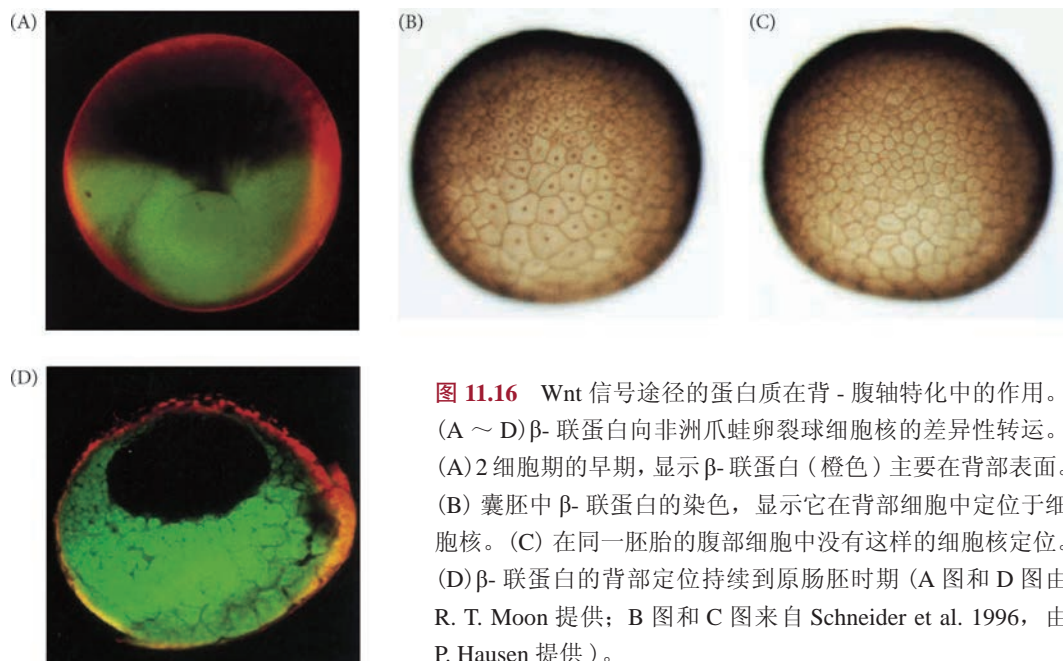 (A)
(B)
(C)
(D)
图 11.16 Wnt 信号途径的蛋白质在背 - 腹轴特化中的作用。
(A ～ D)β- 联蛋白向非洲爪蛙卵裂球细胞核的差异性转运。
(A)2 细胞期的早期，显示 β- 联蛋白（橙色）主要在背部表面。
(B) 囊胚中 β- 联蛋白的染色，显示它在背部细胞中定位于细
胞核。(C) 在同一胚胎的腹部细胞中没有这样的细胞核定位。
(D)β- 联蛋白的背部定位持续到原肠胚时期 (A 图和 D 图由
R. T. Moon 提供；B 图和 C 图来自 Schneider et al. 1996，由
P. Hausen 提供 )。